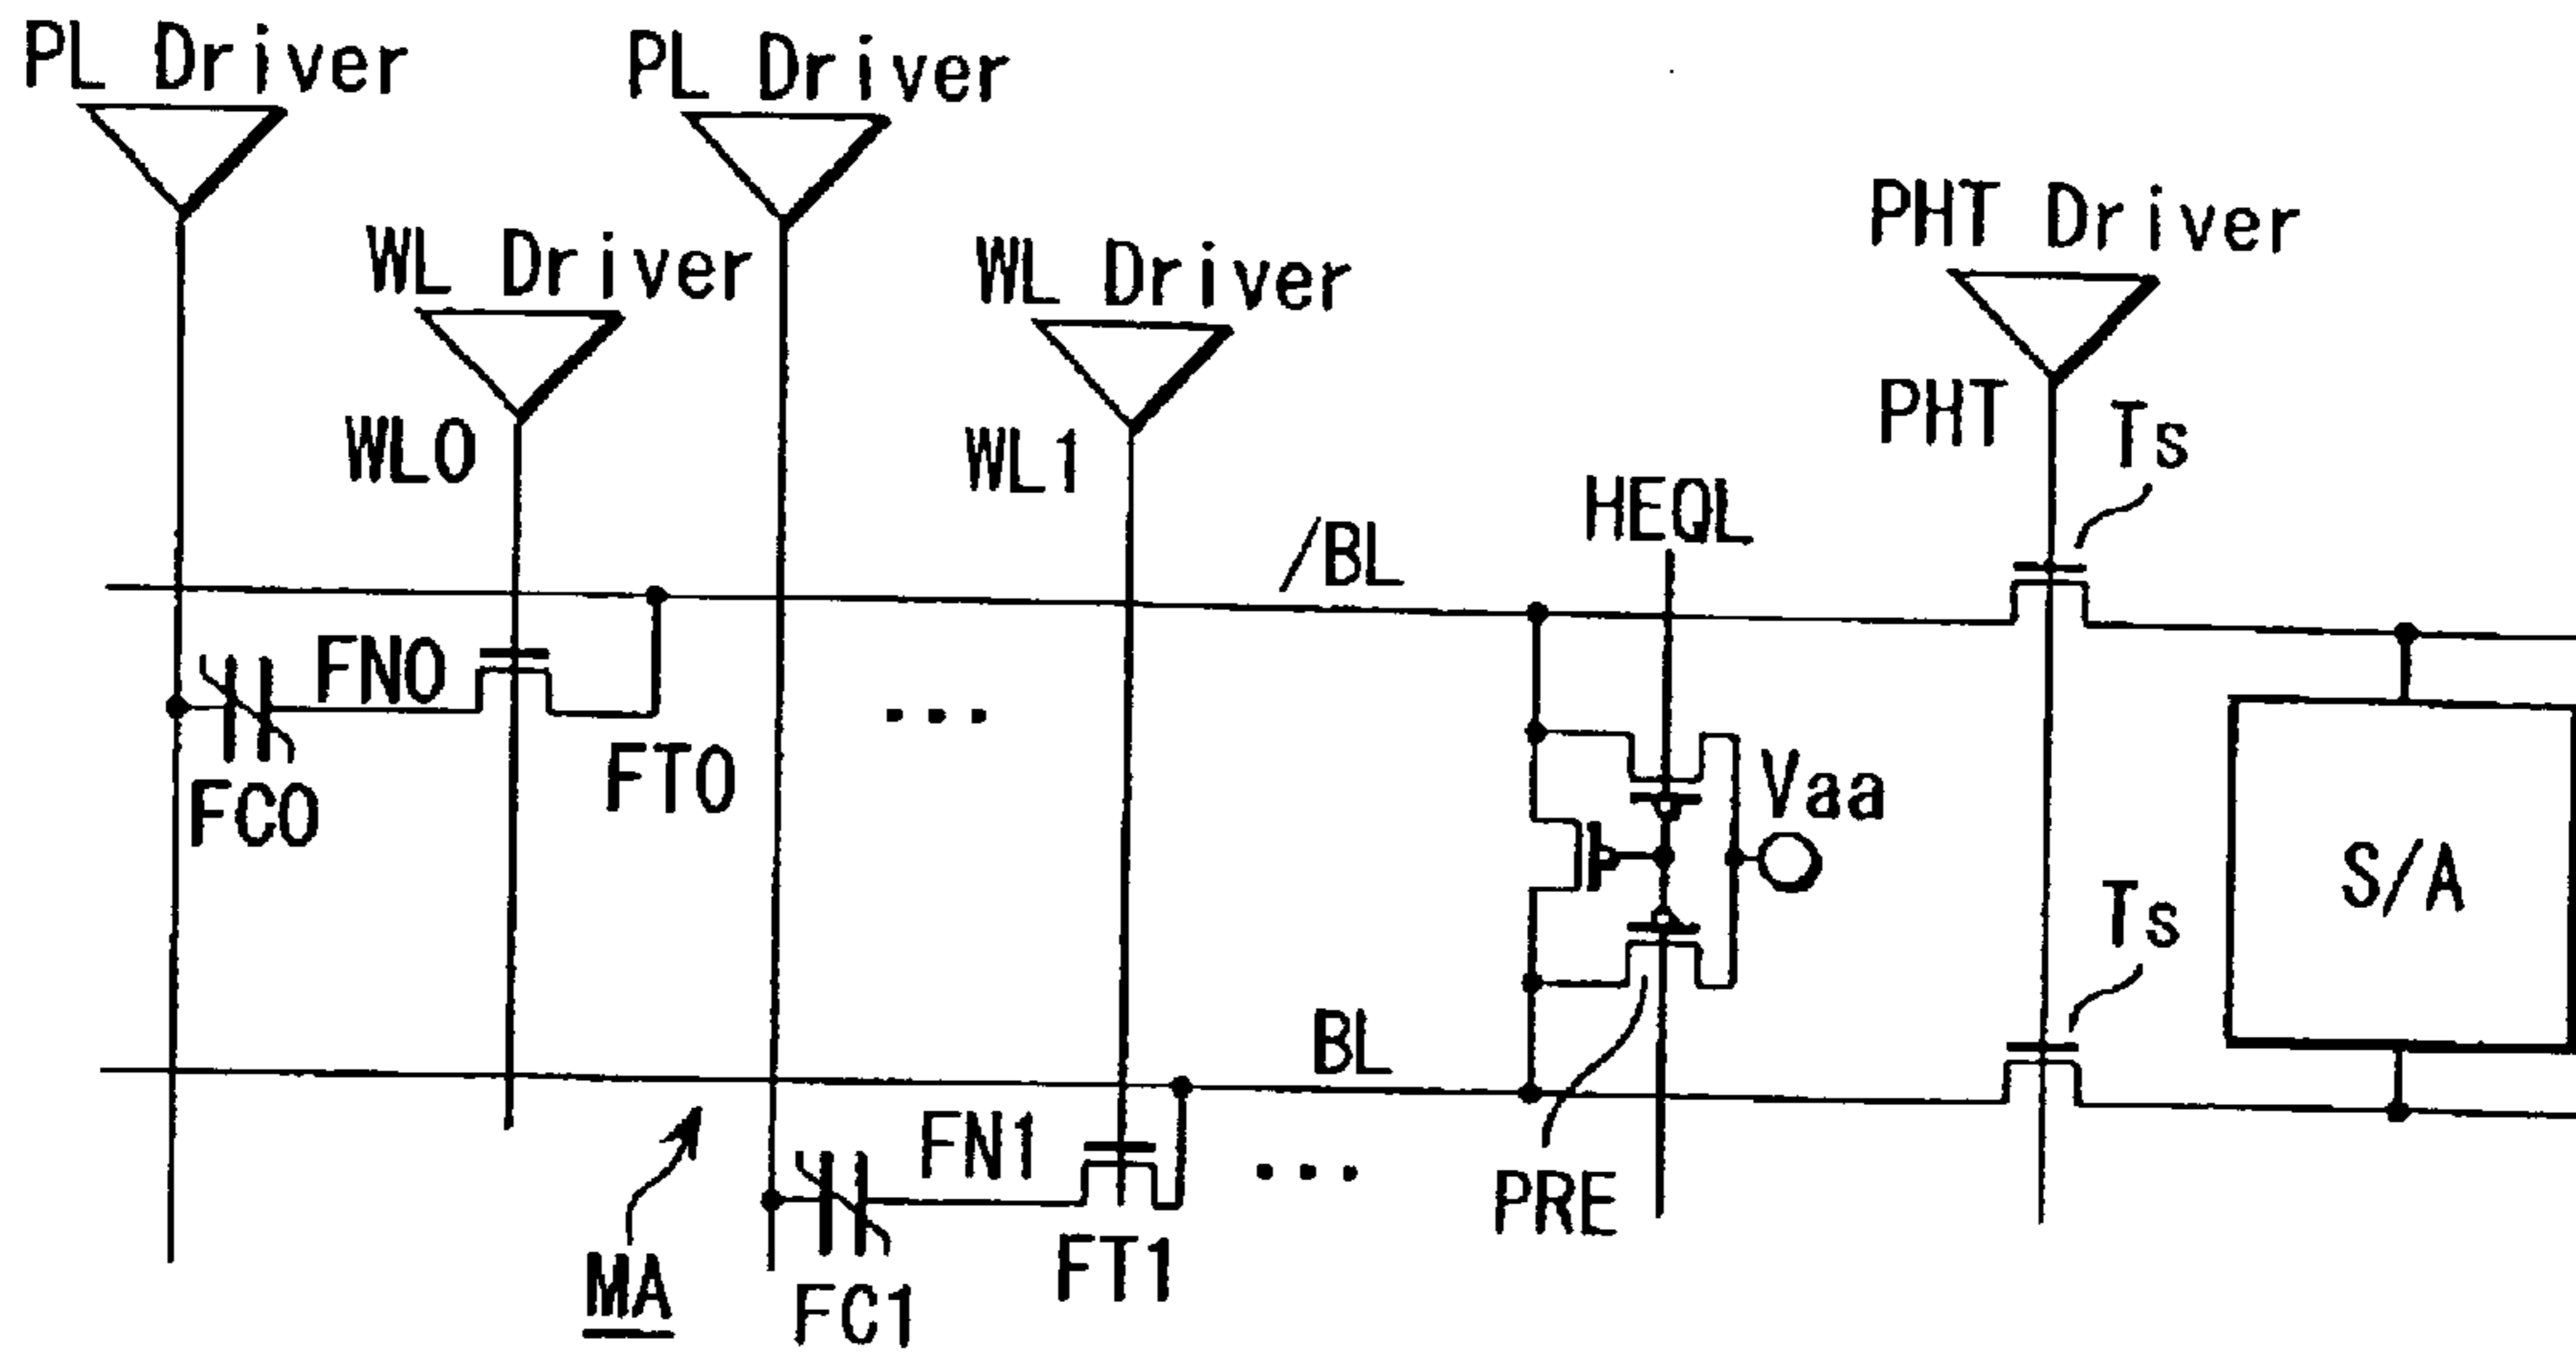 PL Driver
PL Driver
WL Driver
WL Driver
PHT Driver
WL0
WL1
PHT
Ts
HEQL
/BL
FN0
FT0
FC0
Vaa
S/A
Ts
BL
FN1
PRE
MA
FT1
FC1